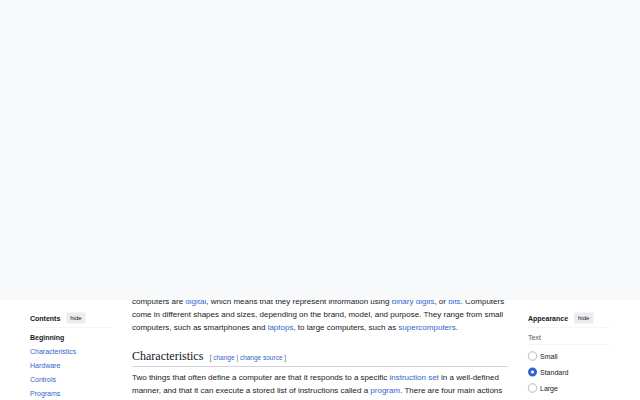 computers are digital, which means that they represent information using binary digits, or bits. Computers
come in different shapes and sizes, depending on the brand, model, and purpose. They range from small
computers, such as smartphones and laptops, to large computers, such as supercomputers.
Contents hide
Beginning
Characteristics
Hardware
Controls
Programs
Characteristics [ change | change source ]
Two things that often define a computer are that it responds to a specific instruction set in a well-defined
manner, and that it can execute a stored list of instructions called a program. There are four main actions
Appearance hide
Text
Small
Standard
Large